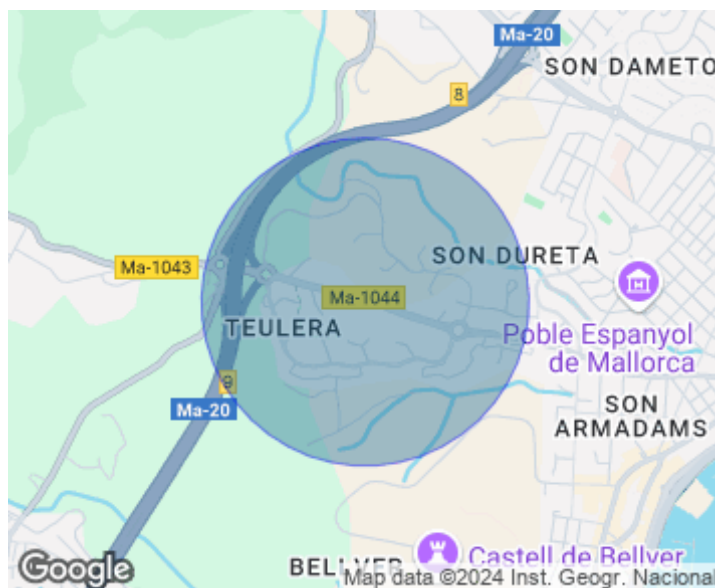 Ma-20
SON DAMETO
8
Ma-1043
SON DURETA
Ma-1044
TEULERA
Poble Espanyol
de Mallorca
9
Ma-20
SON
ARMADAMS
BELLVER
Castell de Bellver
Google
Map data ©2024 Inst. Geogr. Nacional